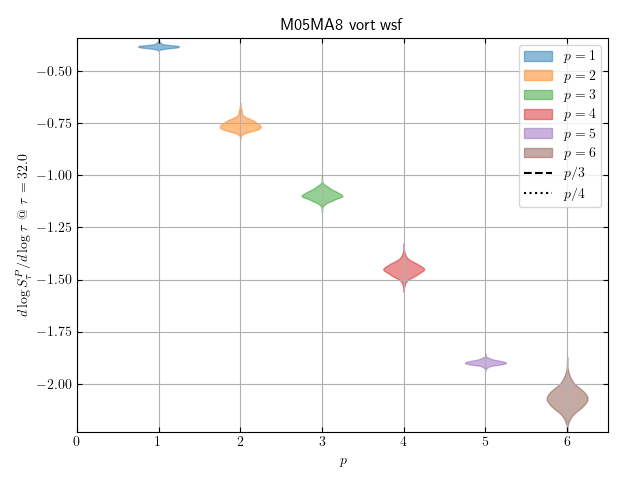 M05MA8 vort wsf
d log S_τ^P / d log τ @ τ = 32.0
−0.50
−0.75
−1.00
−1.25
−1.50
−1.75
−2.00
p = 1
p = 2
p = 3
p = 4
p = 5
p = 6
p/3
p/4
0 1 2 3 4 5 6
p